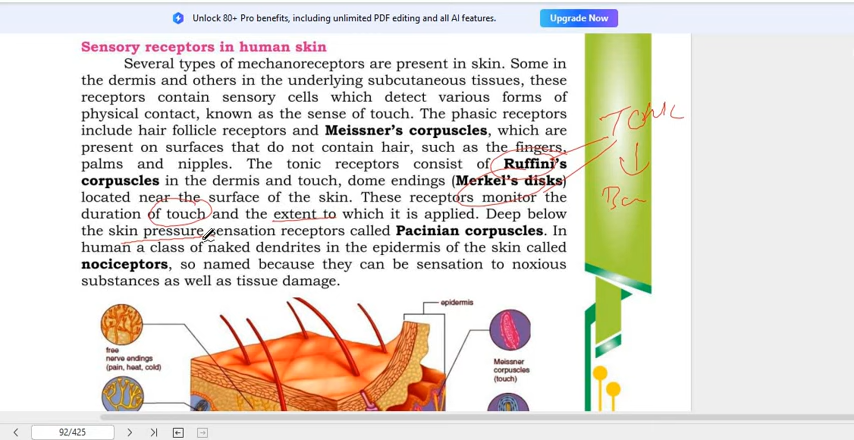 Unlock 80+ Pro benefits, including unlimited PDF editing and all AI features.
Upgrade Now
Sensory receptors in human skin
Several types of mechanoreceptors are present in skin. Some in
the dermis and others in the underlying subcutaneous tissues, these
receptors contain sensory cells which detect various forms of
physical contact, known as the sense of touch. The phasic receptors
include hair follicle receptors and Meissner's corpuscles, which are
present on surfaces that do not contain hair, such as the fingers,
palms and nipples. The tonic receptors consist of Ruffini's
corpuscles in the dermis and touch, dome endings (Merkel's disks)
located near the surface of the skin. These receptors monitor the
duration of touch and the extent to which it is applied. Deep below
the skin pressure sensation receptors called Pacinian corpuscles. In
human a class of naked dendrites in the epidermis of the skin called
nociceptors, so named because they can be sensation to noxious
substances as well as tissue damage.
epidermis
free
nerve endings
(pain, heat, cold)
Meissner
corpuscles
(touch)
92/425